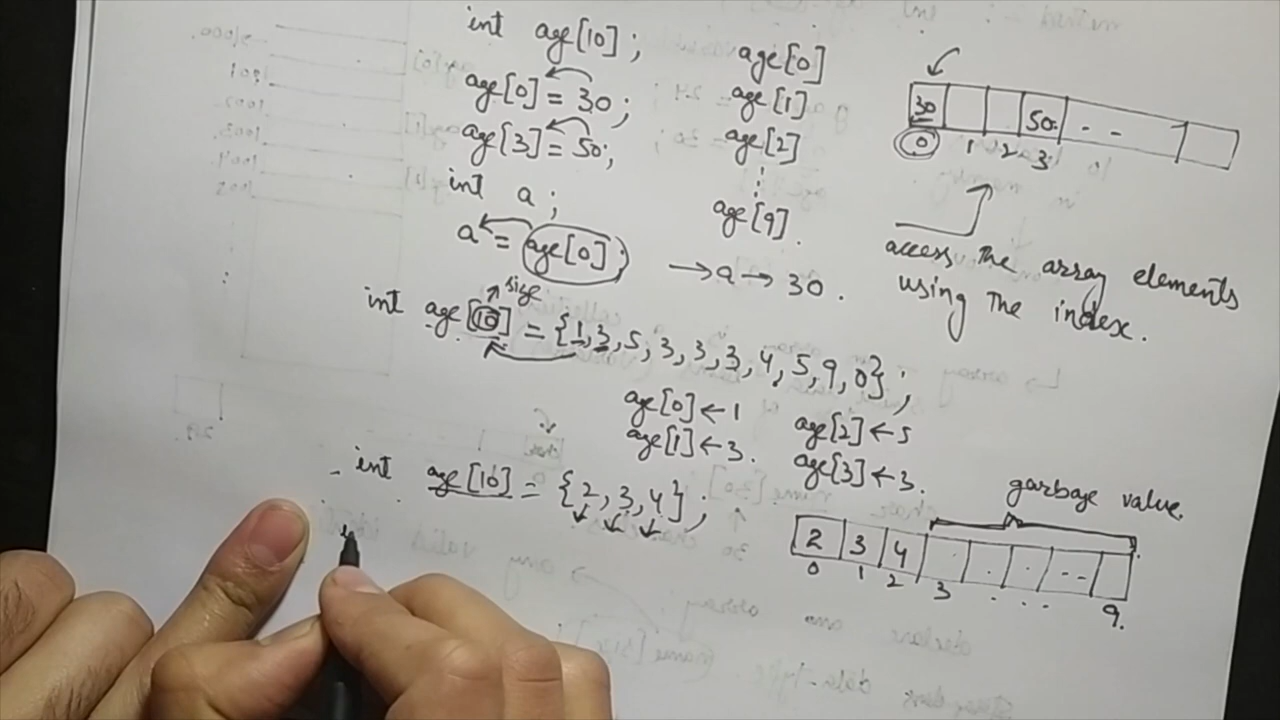 int age[10];
age[0] = 30;
age[3] = 50;
int a;
a = age[0];
→ a → 30.
age[0]
age[1]
age[2]
age[9].
30 50. - -
0 1 2 3
access the array elements
using the index.
size
int age[10] = {1,3,5,3,3,3,4,5,9,0};
age[0] ← 1
age[1] ← 3.
age[2] ← 5
age[3] ← 3.
- int age[10] = {2,3,4};
garbage value.
2 3 4 . . . - -
0 1 2 3 . . . 9.